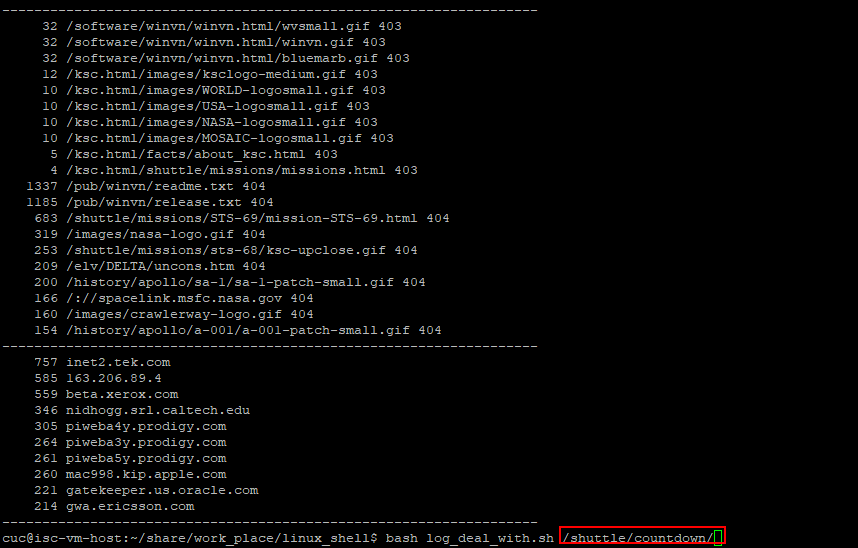 -------------------------------------------------------------------
32 /software/winvn/winvn.html/wvsmall.gif 403
32 /software/winvn/winvn.html/winvn.gif 403
32 /software/winvn/winvn.html/bluemarb.gif 403
12 /ksc.html/images/ksclogo-medium.gif 403
10 /ksc.html/images/WORLD-logosmall.gif 403
10 /ksc.html/images/USA-logosmall.gif 403
10 /ksc.html/images/NASA-logosmall.gif 403
10 /ksc.html/images/MOSAIC-logosmall.gif 403
5 /ksc.html/facts/about_ksc.html 403
4 /ksc.html/shuttle/missions/missions.html 403
1337 /pub/winvn/readme.txt 404
1185 /pub/winvn/release.txt 404
683 /shuttle/missions/STS-69/mission-STS-69.html 404
319 /images/nasa-logo.gif 404
253 /shuttle/missions/sts-68/ksc-upclose.gif 404
209 /elv/DELTA/uncons.htm 404
200 /history/apollo/sa-1/sa-1-patch-small.gif 404
166 /://spacelink.msfc.nasa.gov 404
160 /images/crawlerway-logo.gif 404
154 /history/apollo/a-001/a-001-patch-small.gif 404
-------------------------------------------------------------------
757 inet2.tek.com
585 163.206.89.4
559 beta.xerox.com
346 nidhogg.srl.caltech.edu
305 piweba4y.prodigy.com
264 piweba3y.prodigy.com
261 piweba5y.prodigy.com
260 mac998.kip.apple.com
221 gatekeeper.us.oracle.com
214 gwa.ericsson.com
-------------------------------------------------------------------
cuc@isc-vm-host:~/share/work_place/linux_shell$ bash log_deal_with.sh /shuttle/countdown/